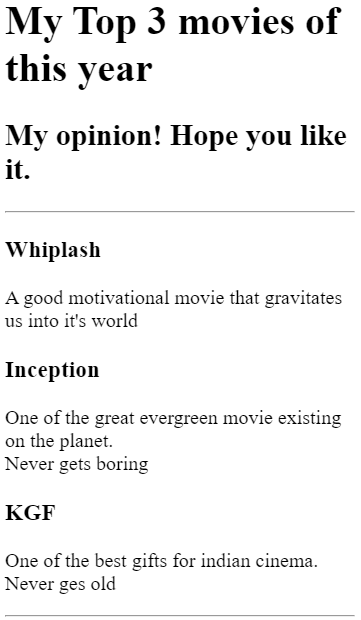 My Top 3 movies of
this year
My opinion! Hope you like
it.
Whiplash
A good motivational movie that gravitates
us into it's world
Inception
One of the great evergreen movie existing
on the planet.
Never gets boring
KGF
One of the best gifts for indian cinema.
Never ges old